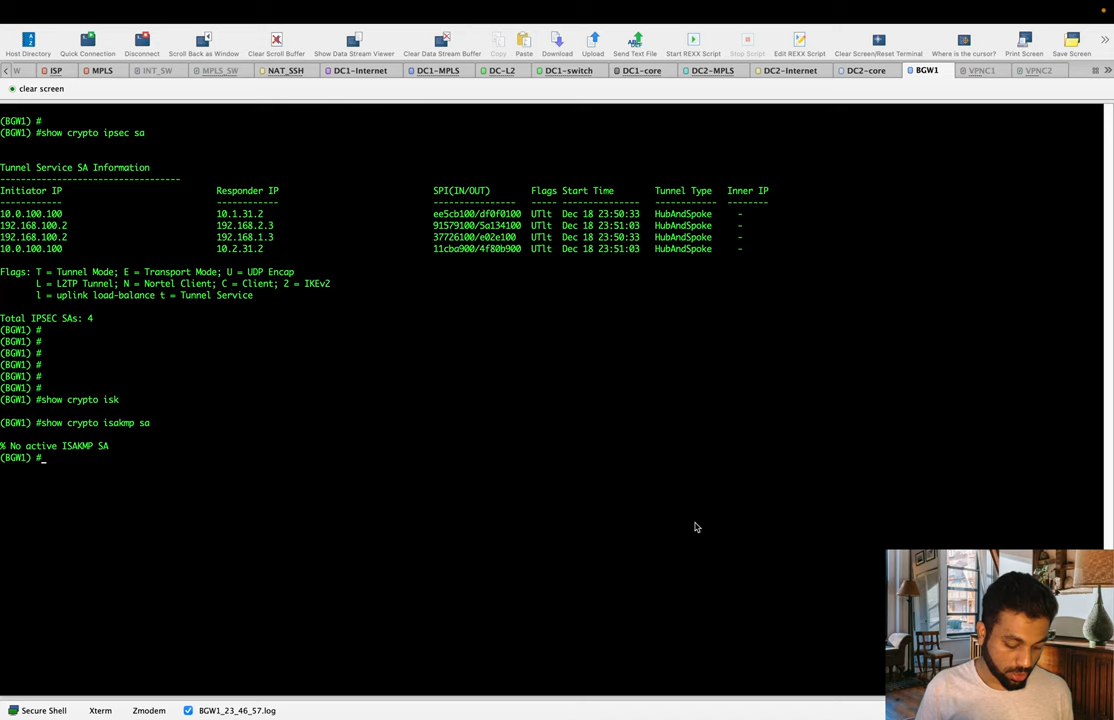 Host Directory Quick Connection Disconnect Scroll Back as Window Clear Scroll Buffer Show Data Stream Viewer Clear Data Stream Buffer Copy Paste Download Upload Send Text File Start REXX Script Stop Script Edit REXX Script Clear Screen/Reset Terminal Where is the cursor? Print Screen Save Screen
W ISP MPLS INT_SW MPLS_SW NAT_SSH DC1-Internet DC1-MPLS DC-L2 DC1-switch DC1-core DC2-MPLS DC2-Internet DC2-core BGW1 VPNC1 VPNC2
clear screen
(BGW1) #
(BGW1) #show crypto ipsec sa
Tunnel Service SA Information
-----------------------------------
Initiator IP Responder IP SPI(IN/OUT) Flags Start Time Tunnel Type Inner IP
------------ ------------ ---------------- ----- --------------- ------------ --------
10.0.100.100 10.1.31.2 ee5cb100/df0f0100 UTlt Dec 18 23:50:33 HubAndSpoke -
192.168.100.2 192.168.2.3 91579100/5a134100 UTlt Dec 18 23:51:03 HubAndSpoke -
192.168.100.2 192.168.1.3 37726100/e02e100 UTlt Dec 18 23:50:33 HubAndSpoke -
10.0.100.100 10.2.31.2 11cba900/4f80b900 UTlt Dec 18 23:51:03 HubAndSpoke -
Flags: T = Tunnel Mode; E = Transport Mode; U = UDP Encap
L = L2TP Tunnel; N = Nortel Client; C = Client; 2 = IKEv2
l = uplink load-balance t = Tunnel Service
Total IPSEC SAs: 4
(BGW1) #
(BGW1) #
(BGW1) #
(BGW1) #
(BGW1) #
(BGW1) #
(BGW1) #show crypto isk
(BGW1) #show crypto isakmp sa
% No active ISAKMP SA
(BGW1) #
Secure Shell Xterm Zmodem BGW1_23_46_57.log